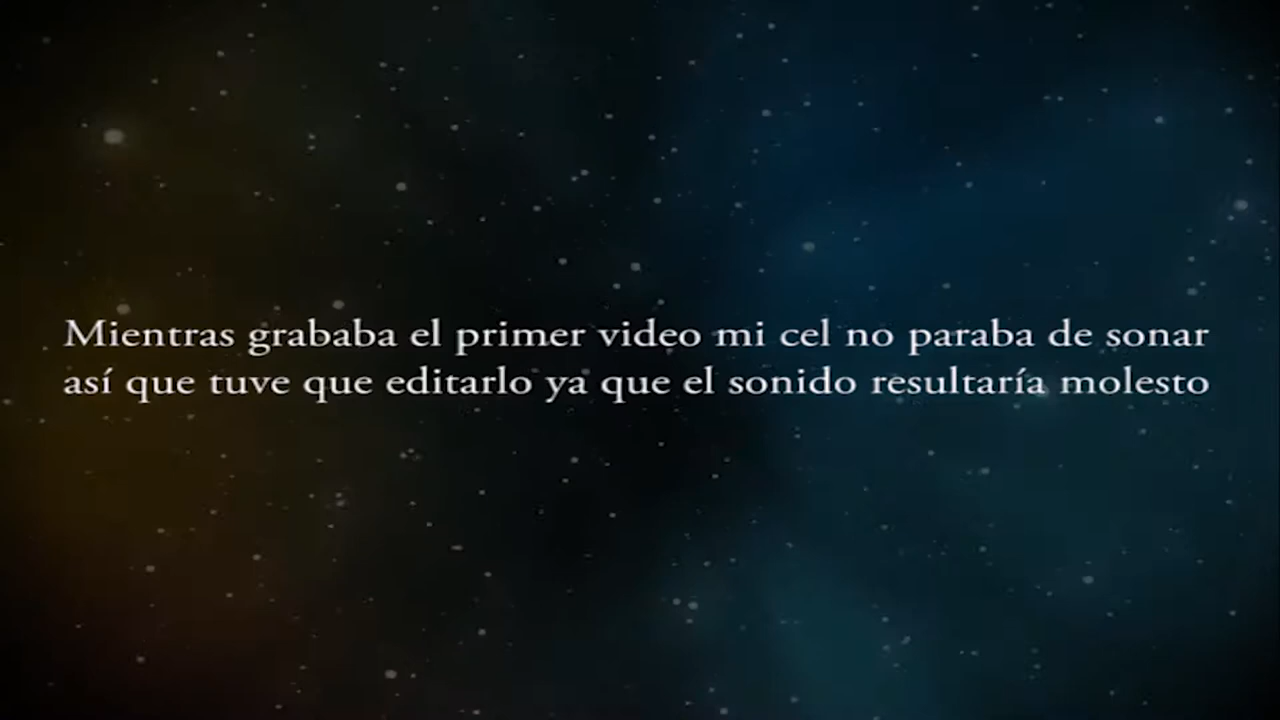 Mientras grababa el primer video mi cel no paraba de sonar
así que tuve que editarlo ya que el sonido resultaría molesto